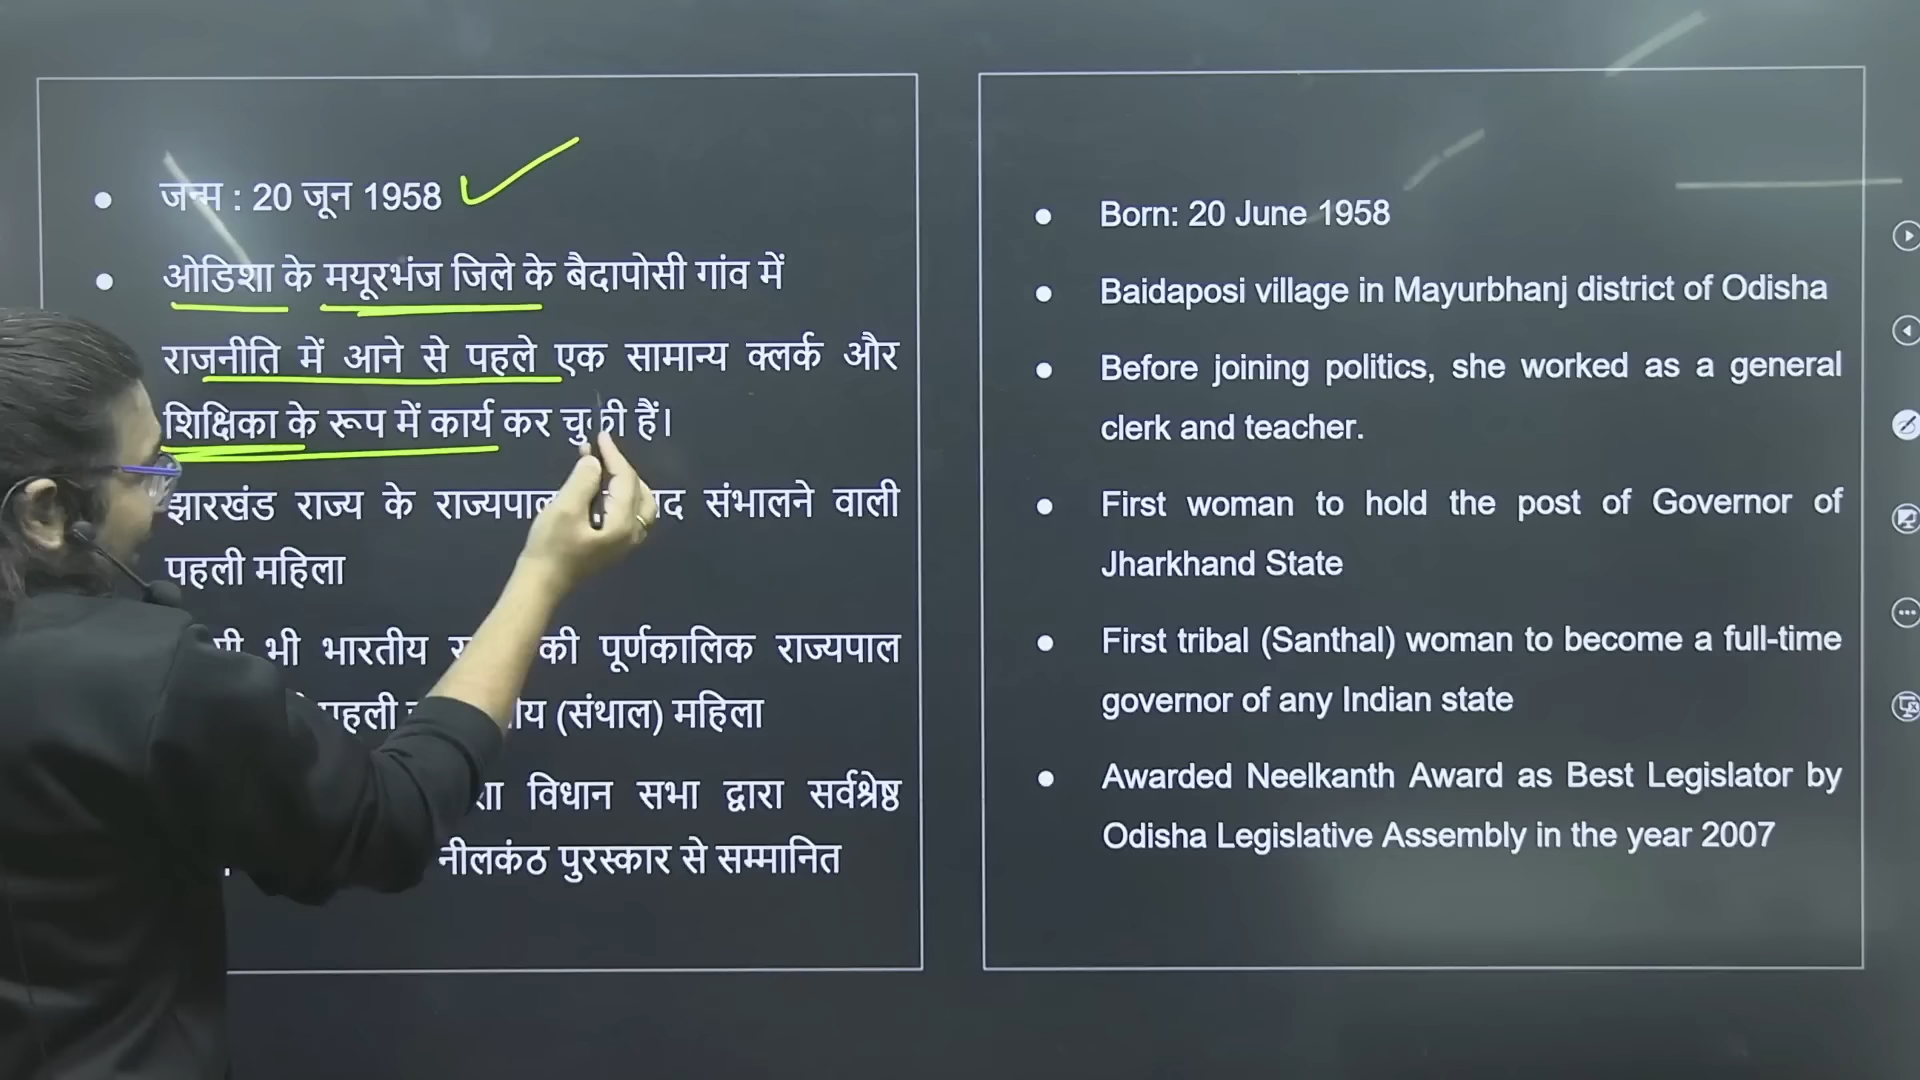 जन्म : 20 जून 1958
ओडिशा के मयूरभंज जिले के बैदापोसी गांव में
राजनीति में आने से पहले एक सामान्य क्लर्क और
शिक्षिका के रूप में कार्य कर चुकी हैं।
झारखंड राज्य के संभालने वाली
पहली महिला
भी भारतीय की पूर्णकालिक राज्यपाल
(संथाल) महिला
विधान सभा द्वारा सर्वश्रेष्ठ
नीलकंठ पुरस्कार से सम्मानित
Born: 20 June 1958
Baidaposi village in Mayurbhanj district of Odisha
Before joining politics, she worked as a general
clerk and teacher.
First woman to hold the post of Governor of
Jharkhand State
First tribal (Santhal) woman to become a full-time
governor of any Indian state
Awarded Neelkanth Award as Best Legislator by
Odisha Legislative Assembly in the year 2007